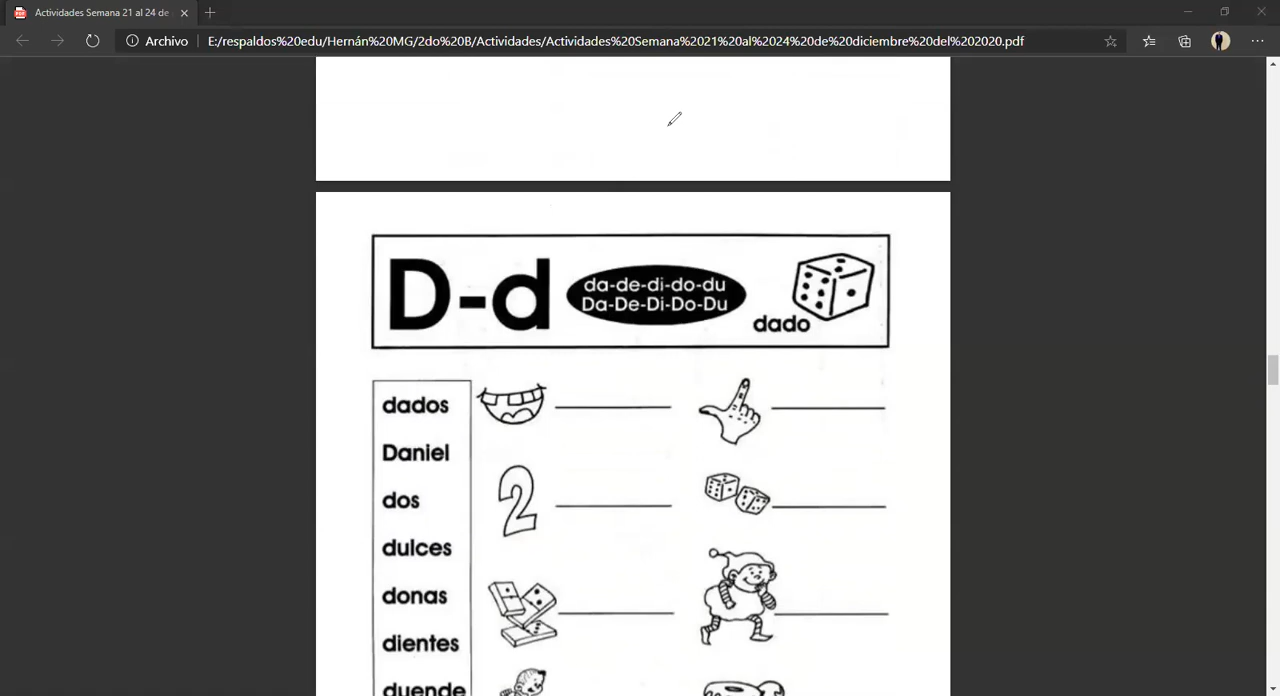 Actividades Semana 21 al 24 de
Archivo
E:/respaldos%20edu/Hernán%20MG/2do%20B/Actividades/Actividades%20Semana%2021%20al%2024%20de%20diciembre%20del%202020.pdf
D-d
da-de-di-do-du
Da-De-Di-Do-Du
dado
dados
Daniel
dos
2
dulces
donas
dientes
duende